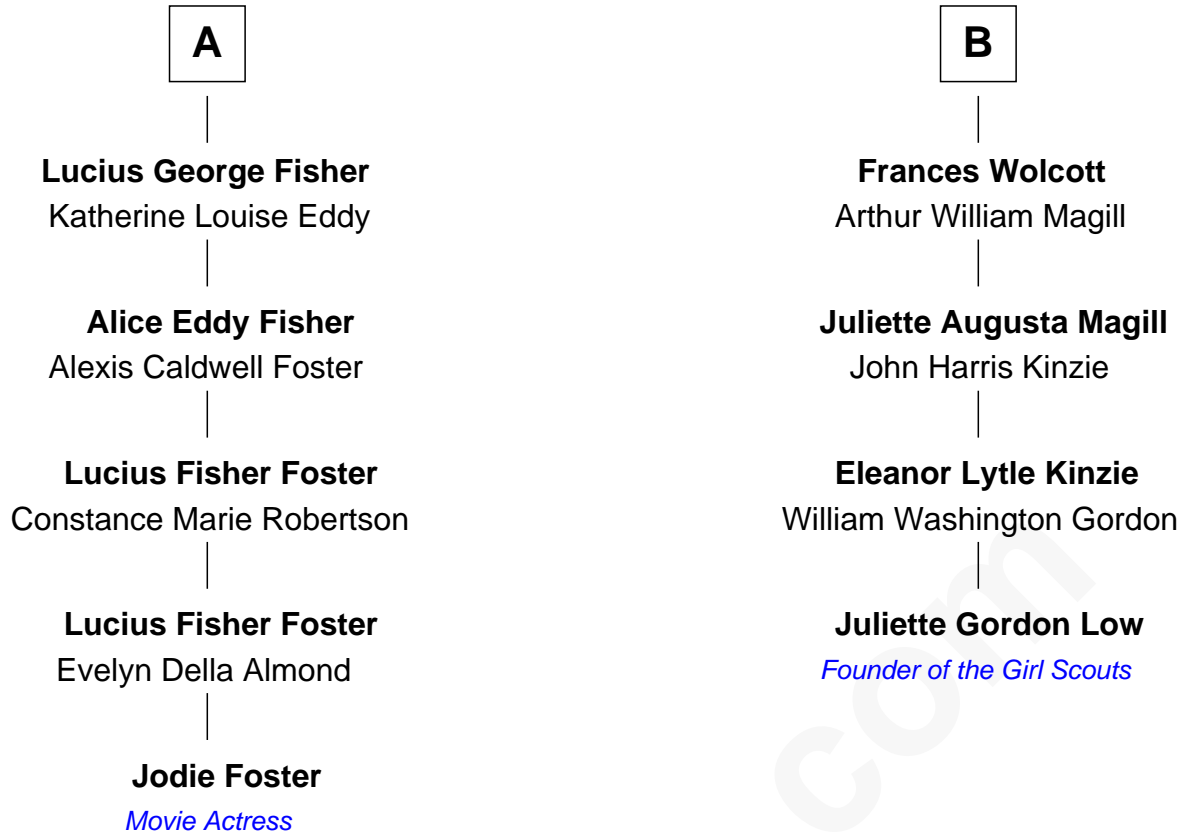 A
Lucius George Fisher
Katherine Louise Eddy
Alice Eddy Fisher
Alexis Caldwell Foster
Lucius Fisher Foster
Constance Marie Robertson
Lucius Fisher Foster
Evelyn Della Almond
Jodie Foster
Movie Actress
B
Frances Wolcott
Arthur William Magill
Juliette Augusta Magill
John Harris Kinzie
Eleanor Lytle Kinzie
William Washington Gordon
Juliette Gordon Low
Founder of the Girl Scouts
com